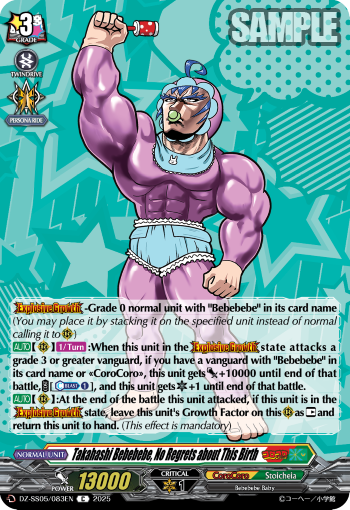 3
GRADE
SAMPLE
TWINDRIVE
PERSONA RIDE
ExplosiveGrowth -Grade 0 normal unit with "Bebebebe" in its card name
(You may place it by stacking it on the specified unit instead of normal
calling it to )
AUTO 【 】 1/Turn :When this unit in the ExplosiveGrowth state attacks a
grade 3 or greater vanguard, if you have a vanguard with "Bebebebe" in
its card name or «CoroCoro», this unit gets +10000 until end of that
battle, [ BLAST 1 ], and this unit gets +1 until end of that battle.
AUTO 【 】:At the end of the battle this unit attacked, if this unit is in the
ExplosiveGrowth state, leave this unit's Growth Factor on this as and
return this unit to hand. (This effect is mandatory)
NORMAL UNIT Takahashi Bebebebe, No Regrets about This Birth
POWER 13000 CRITICAL 1 CoroCoro Stoicheia
Bebebebe Baby
DZ-SS05/083EN C 2025 ©コーヘー/小学館